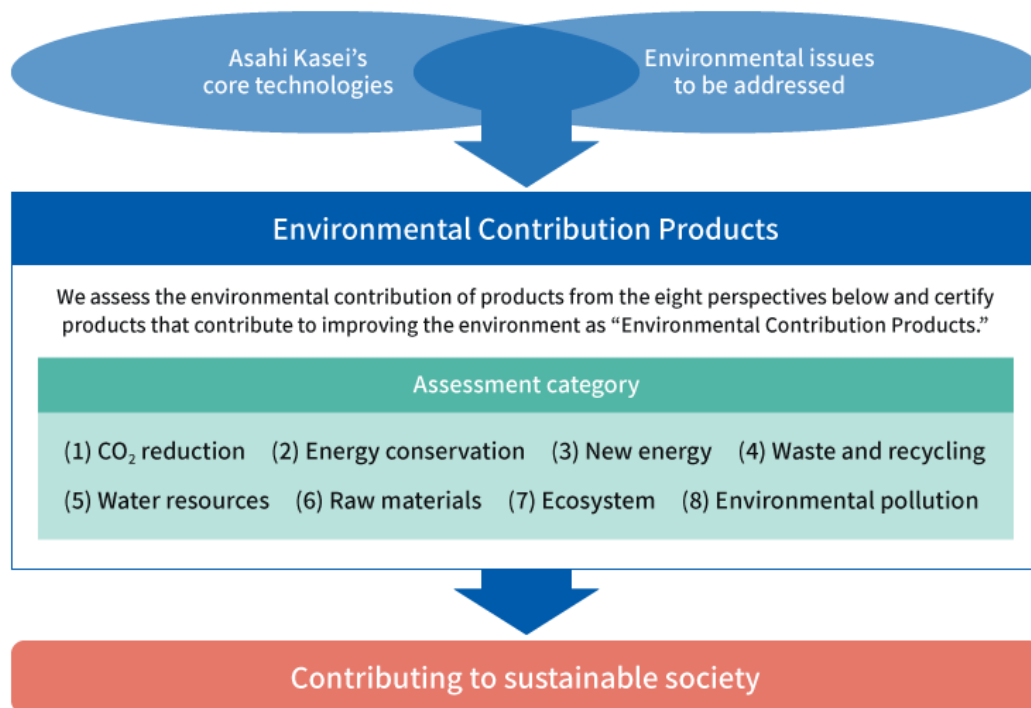 Asahi Kasei’s
core technologies
Environmental issues
to be addressed
Environmental Contribution Products
We assess the environmental contribution of products from the eight perspectives below and certify
products that contribute to improving the environment as “Environmental Contribution Products.”
Assessment category
(1) CO₂ reduction (2) Energy conservation (3) New energy (4) Waste and recycling
(5) Water resources (6) Raw materials (7) Ecosystem (8) Environmental pollution
Contributing to sustainable society